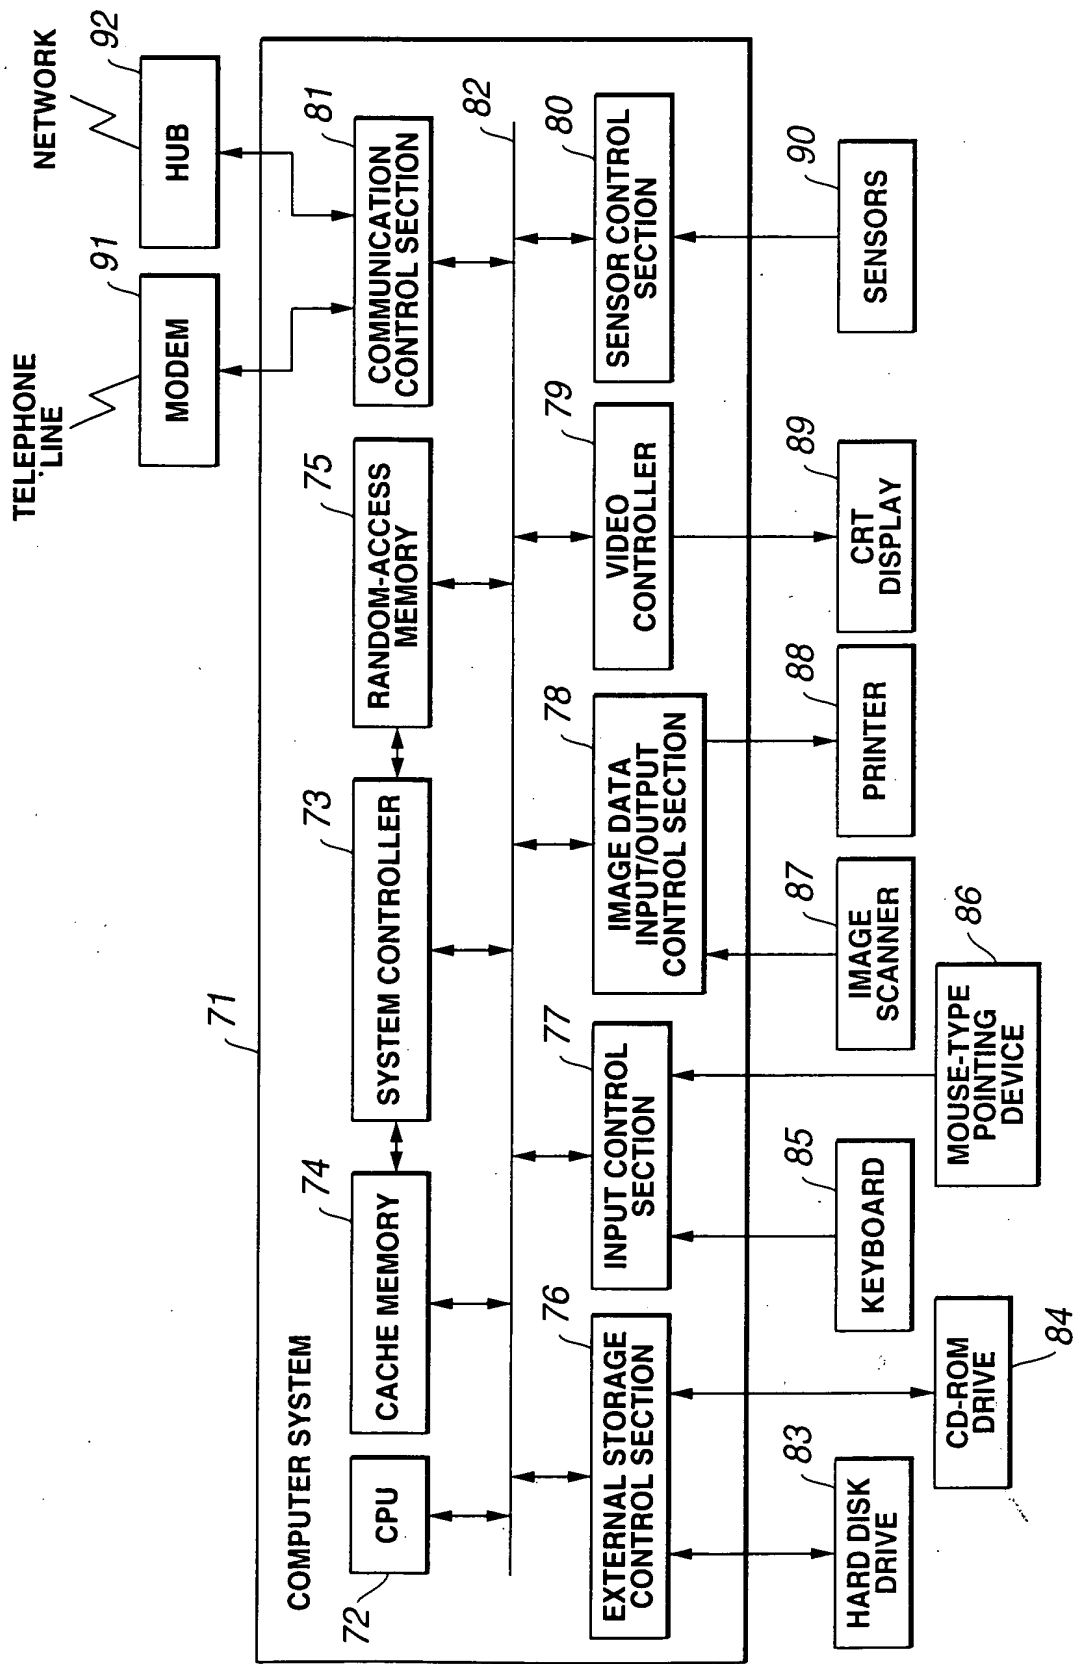 TELEPHONE
LINE
NETWORK
91
92
MODEM
HUB
71
COMPUTER SYSTEM
72
74
73
75
81
CPU
CACHE MEMORY
SYSTEM CONTROLLER
RANDOM-ACCESS
MEMORY
COMMUNICATION
CONTROL SECTION
82
76
77
78
79
80
EXTERNAL STORAGE
CONTROL SECTION
INPUT CONTROL
SECTION
IMAGE DATA
INPUT/OUTPUT
CONTROL SECTION
VIDEO
CONTROLLER
SENSOR CONTROL
SECTION
83
85
87
88
89
90
HARD DISK
DRIVE
KEYBOARD
IMAGE
SCANNER
PRINTER
CRT
DISPLAY
SENSORS
86
CD-ROM
DRIVE
MOUSE-TYPE
POINTING
DEVICE
84